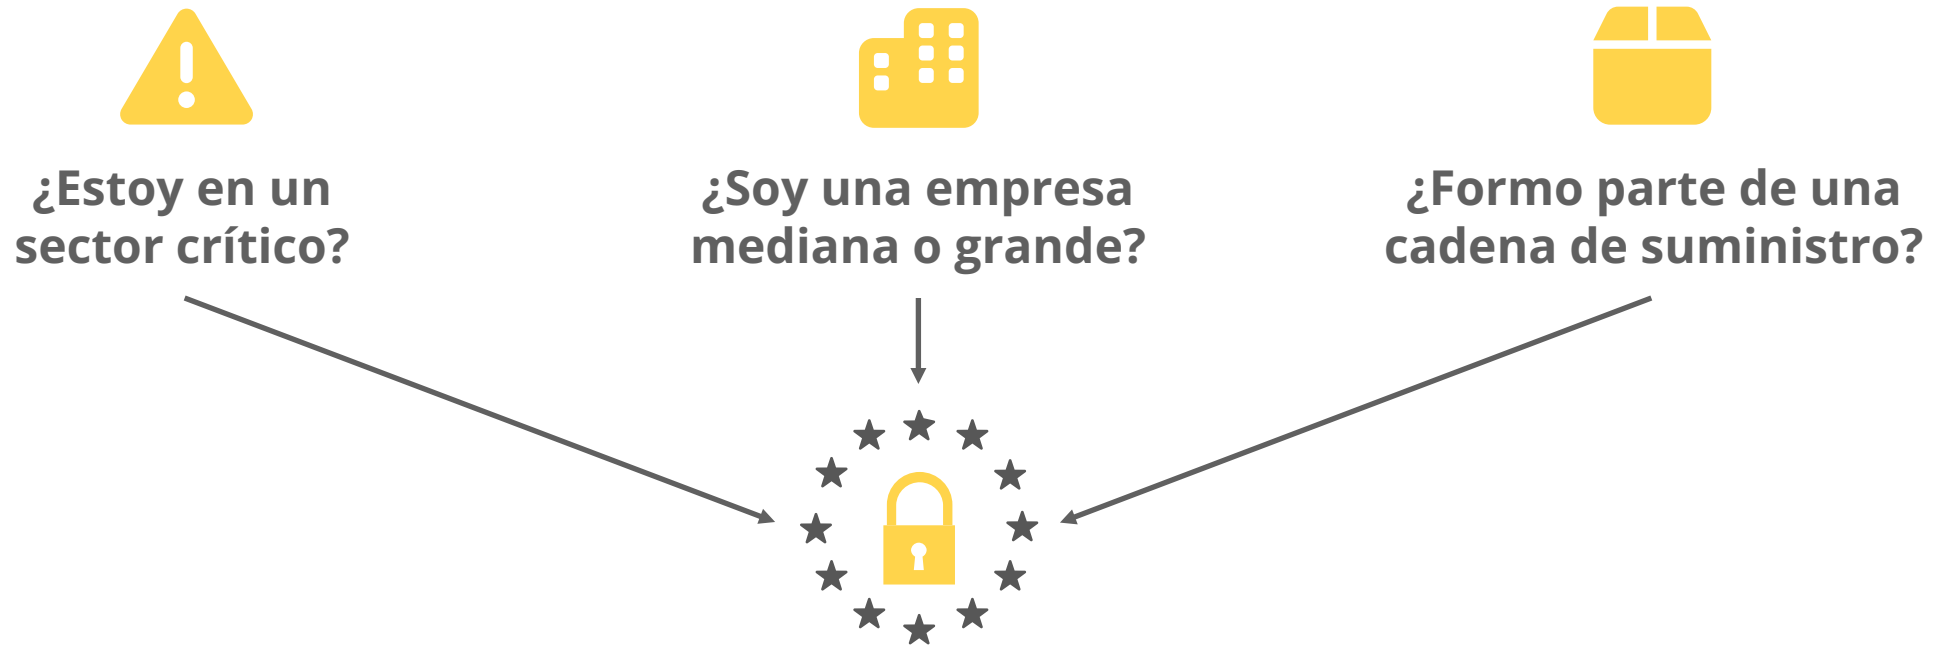 ¿Estoy en un
sector crítico?
¿Soy una empresa
mediana o grande?
¿Formo parte de una
cadena de suministro?